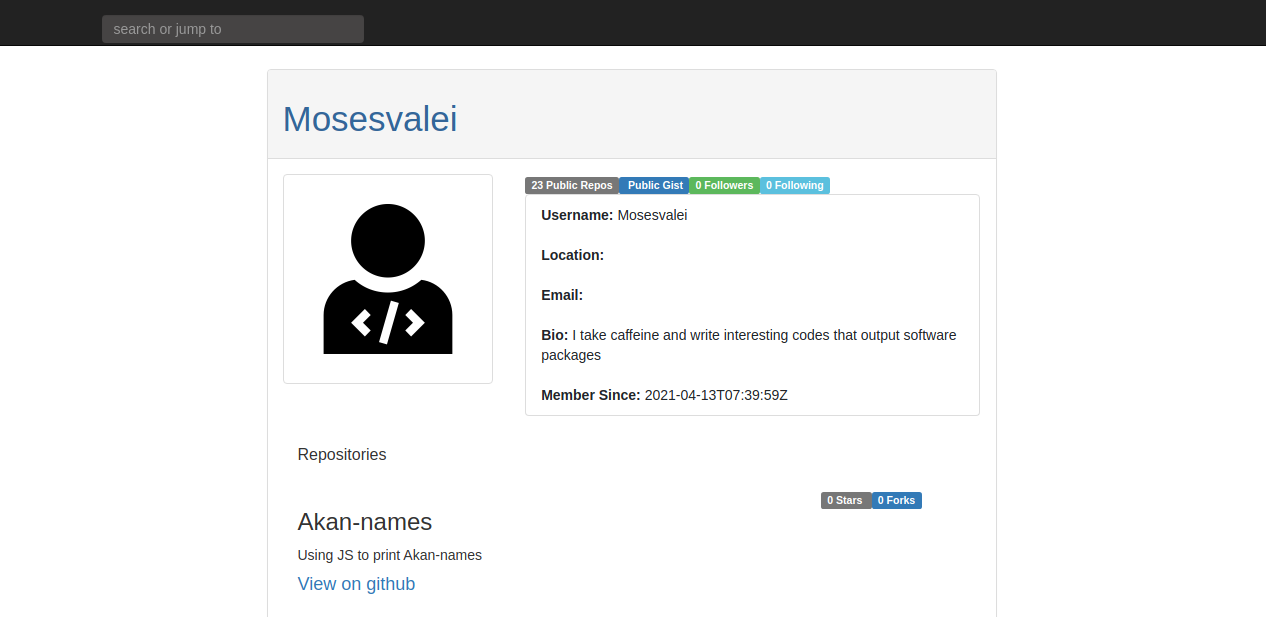 search or jump to
Mosesvalei
23 Public Repos Public Gist 0 Followers 0 Following
Username: Mosesvalei
Location:
Email:
Bio: I take caffeine and write interesting codes that output software
packages
Member Since: 2021-04-13T07:39:59Z
</>
Repositories
0 Stars 0 Forks
Akan-names
Using JS to print Akan-names
View on github